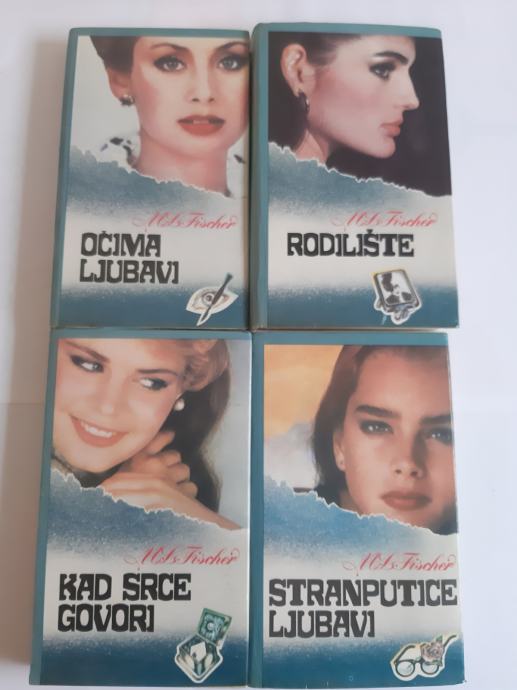 M.L. Fischer
OČIMA
LJUBAVI
M.L. Fischer
RODILIŠTE
M.L. Fischer
KAD SRCE
GOVORI
M.L. Fischer
STRANPUTICE
LJUBAVI